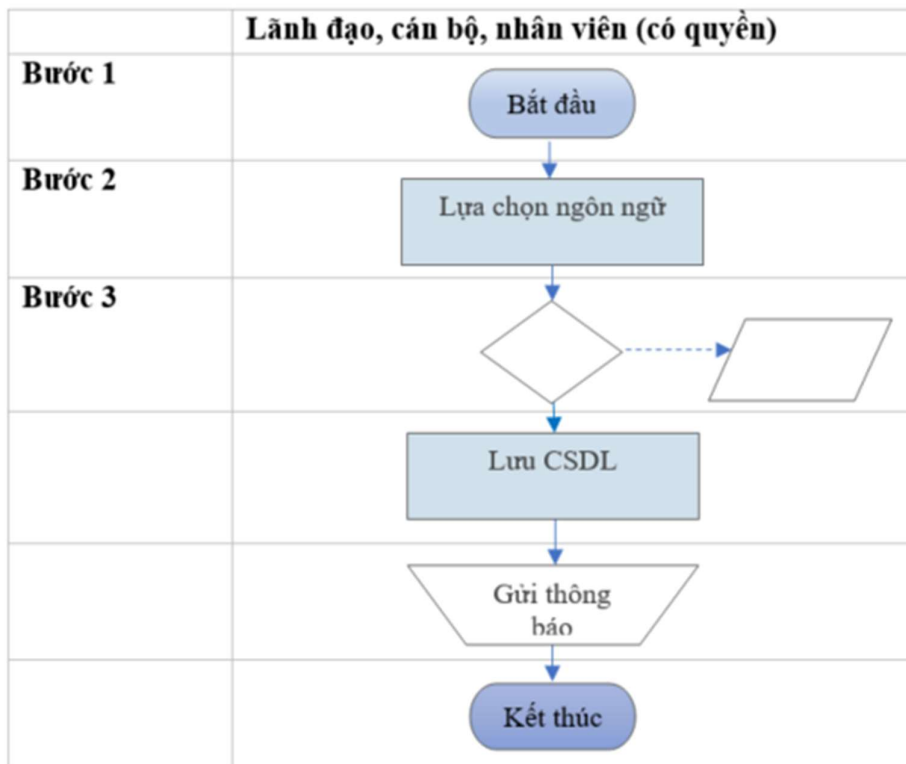 Lãnh đạo, cán bộ, nhân viên (có quyền)
Bước 1
Bắt đầu
Bước 2
Lựa chọn ngôn ngữ
Bước 3
Lưu CSDL
Gửi thông
báo
Kết thúc